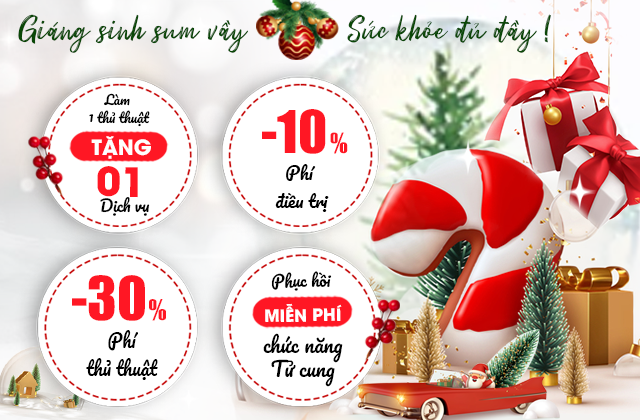 Giáng sinh sum vầy
Sức khỏe đủ đầy !
Làm
1 thủ thuật
TẶNG
01
Dịch vụ
-10%
Phí
điều trị
-30%
Phí
thủ thuật
Phục hồi
MIỄN PHÍ
chức năng
Tử cung